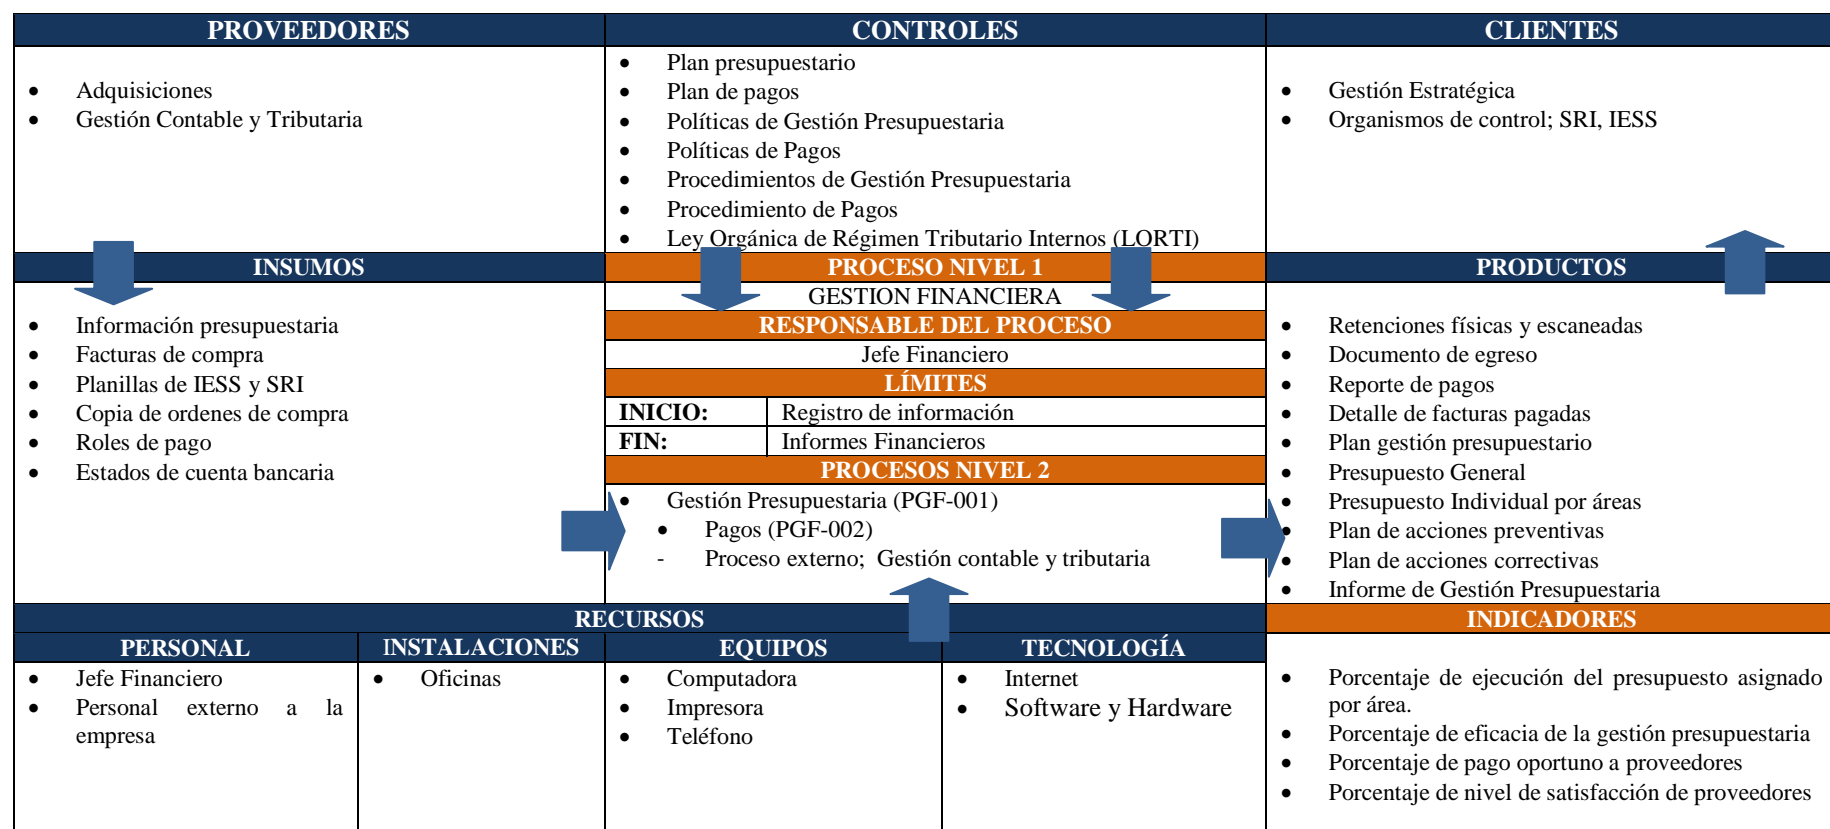 PROVEEDORES
• Adquisiciones
• Gestión Contable y Tributaria
CONTROLES
• Plan presupuestario
• Plan de pagos
• Políticas de Gestión Presupuestaria
• Políticas de Pagos
• Procedimientos de Gestión Presupuestaria
• Procedimiento de Pagos
• Ley Orgánica de Régimen Tributario Internos (LORTI)
CLIENTES
• Gestión Estratégica
• Organismos de control; SRI, IESS
INSUMOS
• Información presupuestaria
• Facturas de compra
• Planillas de IESS y SRI
• Copia de ordenes de compra
• Roles de pago
• Estados de cuenta bancaria
PROCESO NIVEL 1
GESTION FINANCIERA
RESPONSABLE DEL PROCESO
Jefe Financiero
LÍMITES
INICIO: Registro de información
FIN: Informes Financieros
PROCESOS NIVEL 2
• Gestión Presupuestaria (PGF-001)
• Pagos (PGF-002)
- Proceso externo; Gestión contable y tributaria
PRODUCTOS
• Retenciones físicas y escaneadas
• Documento de egreso
• Reporte de pagos
• Detalle de facturas pagadas
• Plan gestión presupuestario
• Presupuesto General
• Presupuesto Individual por áreas
• Plan de acciones preventivas
• Plan de acciones correctivas
• Informe de Gestión Presupuestaria
RECURSOS
PERSONAL
• Jefe Financiero
• Personal externo a la
empresa
INSTALACIONES
• Oficinas
EQUIPOS
• Computadora
• Impresora
• Teléfono
TECNOLOGÍA
• Internet
• Software y Hardware
INDICADORES
• Porcentaje de ejecución del presupuesto asignado
por área.
• Porcentaje de eficacia de la gestión presupuestaria
• Porcentaje de pago oportuno a proveedores
• Porcentaje de nivel de satisfacción de proveedores